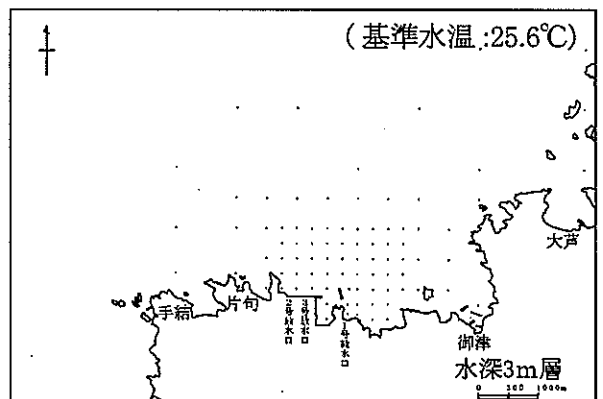 (基準水温:25.6℃)
大芦
手結
片句
2号放水口
3号放水口
1号放水口
御津
水深3m層
0 500 1000m